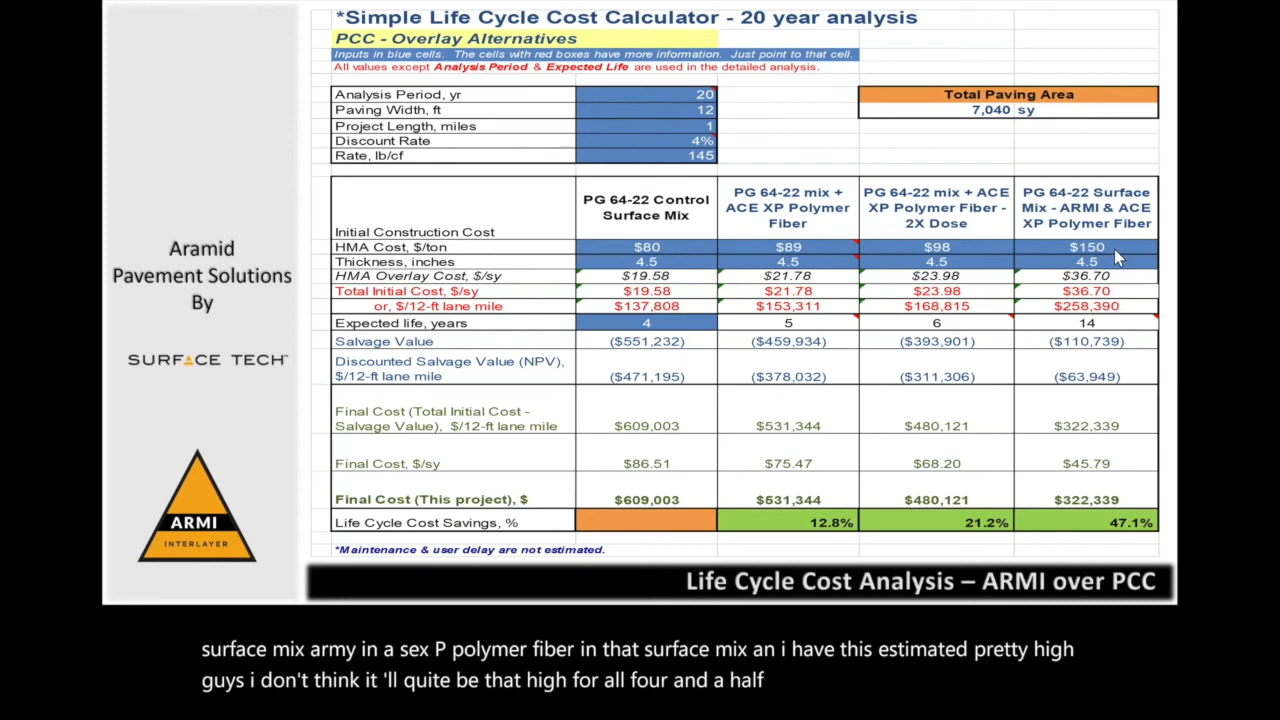 *Simple Life Cycle Cost Calculator - 20 year analysis
PCC - Overlay Alternatives
Inputs in blue cells. The cells with red boxes have more information. Just point to that cell.
All values except Analysis Period & Expected Life are used in the detailed analysis.
Analysis Period, yr 20
Paving Width, ft 12
Project Length, miles 1
Discount Rate 4%
Rate, lb/cf 145
Total Paving Area
7,040 sy
Initial Construction Cost
PG 64-22 Control
Surface Mix
PG 64-22 mix +
ACE XP Polymer
Fiber
PG 64-22 mix + ACE
XP Polymer Fiber -
2X Dose
PG 64-22 Surface
Mix - ARMI & ACE
XP Polymer Fiber
HMA Cost, $/ton $80 $89 $98 $150
Thickness, inches 4.5 4.5 4.5 4.5
HMA Overlay Cost, $/sy $19.58 $21.78 $23.98 $36.70
Total Initial Cost, $/sy $19.58 $21.78 $23.98 $36.70
or, $/12-ft lane mile $137,808 $153,311 $168,815 $258,390
Expected life, years 4 5 6 14
Salvage Value ($551,232) ($459,934) ($393,901) ($110,739)
Discounted Salvage Value (NPV),
$/12-ft lane mile ($471,195) ($378,032) ($311,306) ($63,949)
Final Cost (Total Initial Cost -
Salvage Value), $/12-ft lane mile $609,003 $531,344 $480,121 $322,339
Final Cost, $/sy $86.51 $75.47 $68.20 $45.79
Final Cost (This project), $ $609,003 $531,344 $480,121 $322,339
Life Cycle Cost Savings, % 12.8% 21.2% 47.1%
*Maintenance & user delay are not estimated.
Aramid
Pavement Solutions
By
SURFACE TECH™
ARMI
INTERLAYER
Life Cycle Cost Analysis – ARMI over PCC
surface mix army in a sex P polymer fiber in that surface mix an i have this estimated pretty high
guys i don't think it 'll quite be that high for all four and a half